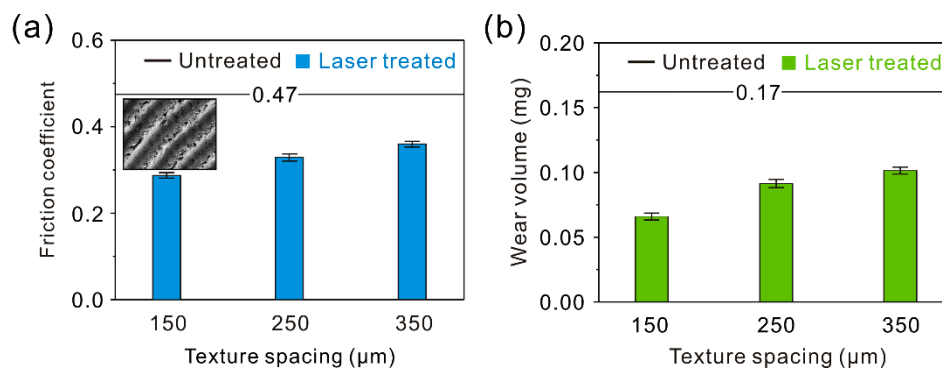 (a)
0.6
Untreated
Laser treated
0.47
0.4
0.2
0.0
Friction coefficient
150 250 350
Texture spacing (μm)
(b)
0.20
Untreated
Laser treated
0.17
0.15
0.10
0.05
0.00
Wear volume (mg)
150 250 350
Texture spacing (μm)